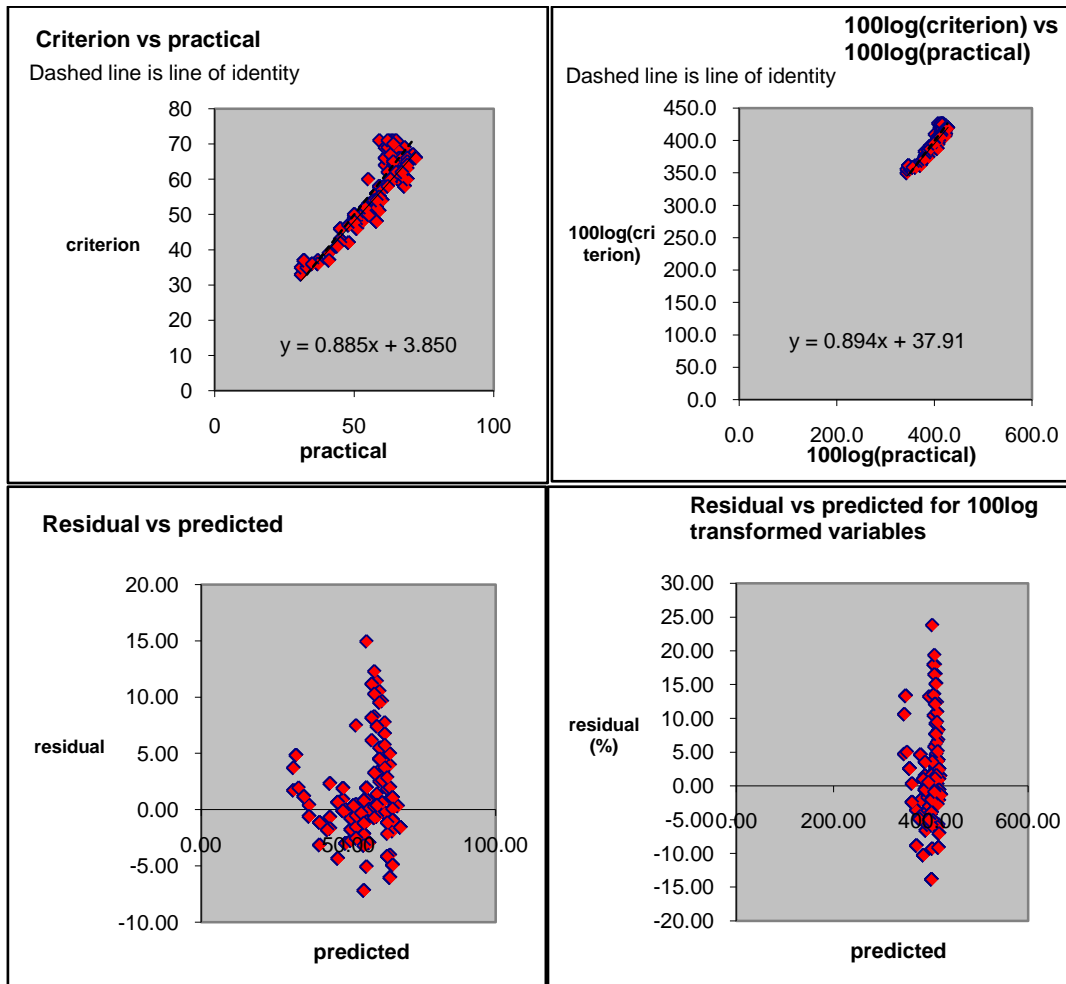 Criterion vs practical
Dashed line is line of identity
80
70
60
50
40
30
20
10
0
criterion
y = 0.885x + 3.850
0 50 100
practical
100log(criterion) vs
100log(practical)
Dashed line is line of identity
450.0
400.0
350.0
300.0
250.0
200.0
150.0
100.0
50.0
0.0
100log(cri
terion)
y = 0.894x + 37.91
0.0 200.0 400.0 600.0
100log(practical)
Residual vs predicted
20.00
15.00
10.00
5.00
0.00
-5.00
-10.00
residual
0.00 50.00 100.00
predicted
Residual vs predicted for 100log
transformed variables
30.00
25.00
20.00
15.00
10.00
5.00
0.00
-5.00
-10.00
-15.00
-20.00
residual
(%)
0.00 200.00 400.00 600.00
predicted